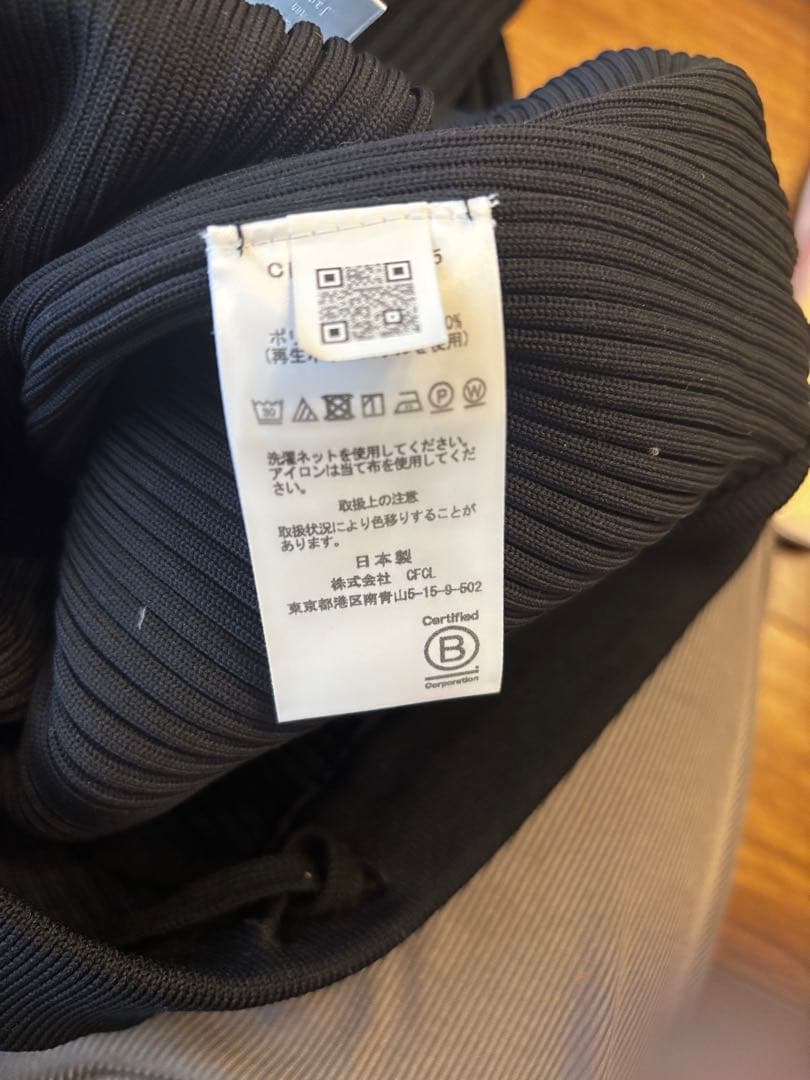 洗濯ネットを使用してください。
アイロンは当て布を使用してくだ
さい。
取扱上の注意
取扱状況により色移りすることが
あります。
日本製
株式会社 CFCL
東京都港区南青山5-15-9-502
Certified
B
Corporation